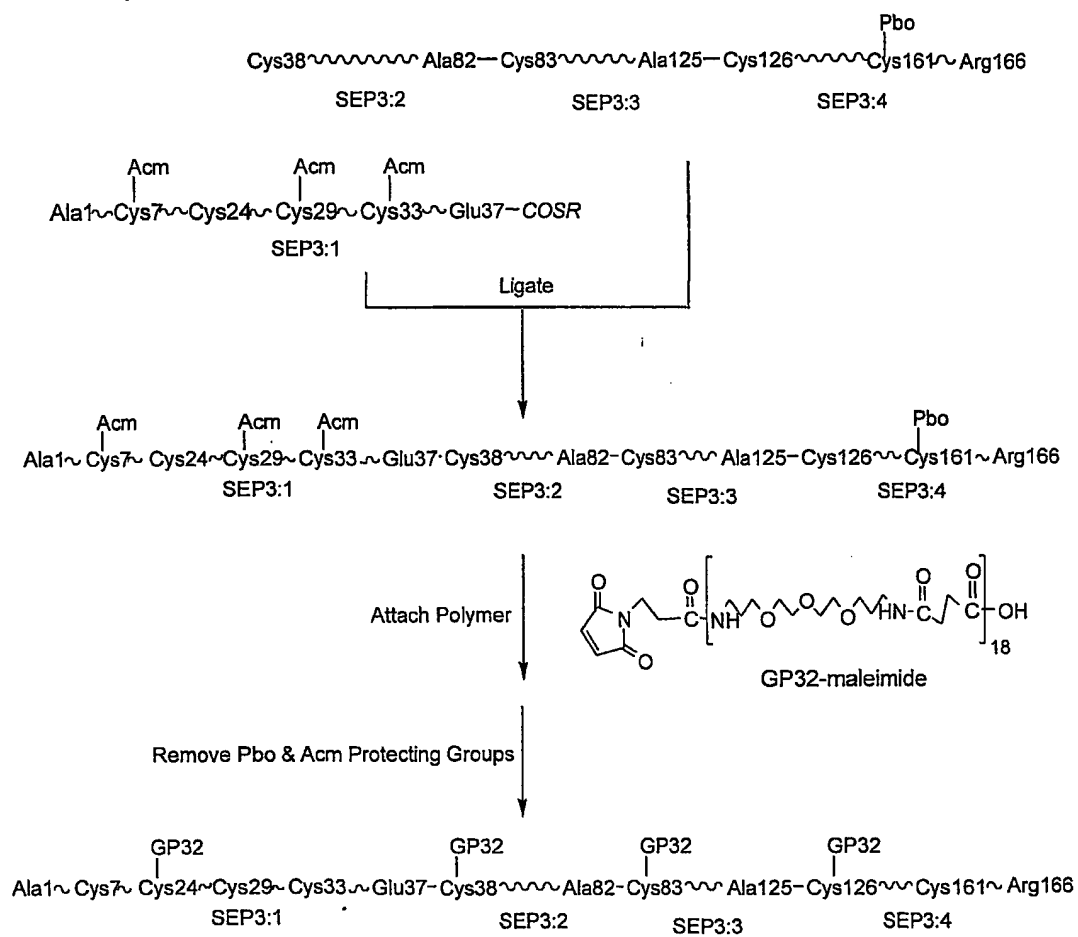 Pbo
Cys38 Ala82-Cys83 Ala125-Cys126 Cys161 Arg166
SEP3:2 SEP3:3 SEP3:4
Acm Acm Acm
Ala1 Cys7 Cys24 Cys29 Cys33 Glu37 COSR
SEP3:1
Ligate
Acm Acm Acm Pbo
Ala1 Cys7 Cys24 Cys29 Cys33 Glu37 Cys38 Ala82-Cys83 Ala125-Cys126 Cys161 Arg166
SEP3:1 SEP3:2 SEP3:3 SEP3:4
Attach Polymer
O O N O C NH O O O HN O C O C OH
18
GP32-maleimide
Remove Pbo & Acm Protecting Groups
GP32 GP32 GP32 GP32
Ala1 Cys7 Cys24 Cys29 Cys33 Glu37-Cys38 Ala82-Cys83 Ala125-Cys126 Cys161 Arg166
SEP3:1 SEP3:2 SEP3:3 SEP3:4